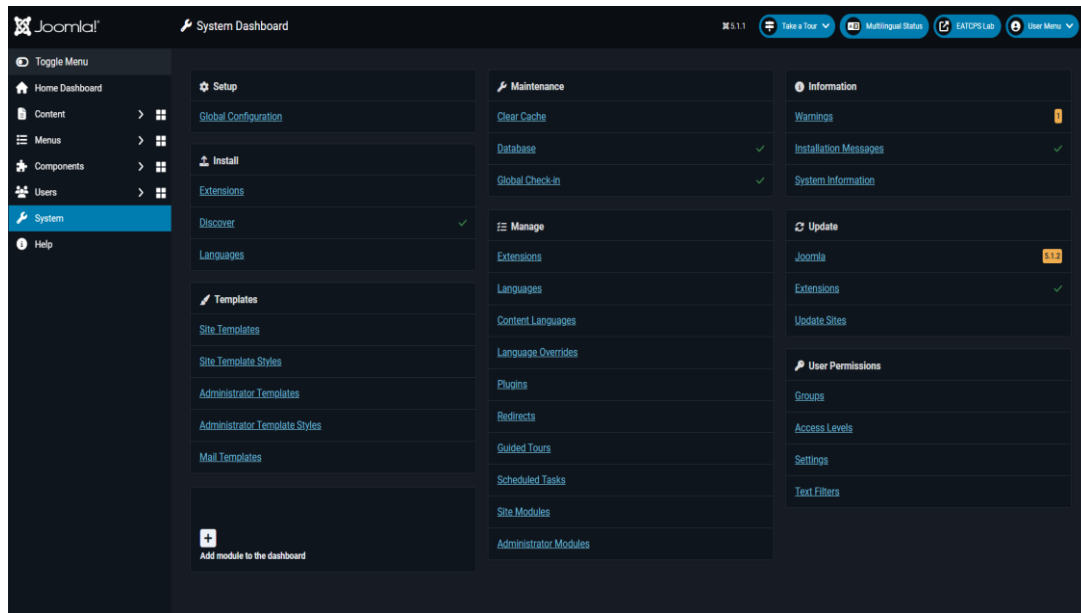 Joomla!
System Dashboard
5.1.1
Take a Tour
Multilingual Status
EATCPS Lab
User Menu
Toggle Menu
Home Dashboard
Content
Menus
Components
Users
System
Help
Setup
Global Configuration
Install
Extensions
Discover
Languages
Templates
Site Templates
Site Template Styles
Administrator Templates
Administrator Template Styles
Mail Templates
Add module to the dashboard
Maintenance
Clear Cache
Database
Global Check-in
Manage
Extensions
Languages
Content Languages
Language Overrides
Plugins
Redirects
Guided Tours
Scheduled Tasks
Site Modules
Administrator Modules
Information
Warnings 1
Installation Messages
System Information
Update
Joomla 5.1.2
Extensions
Update Sites
User Permissions
Groups
Access Levels
Settings
Text Filters